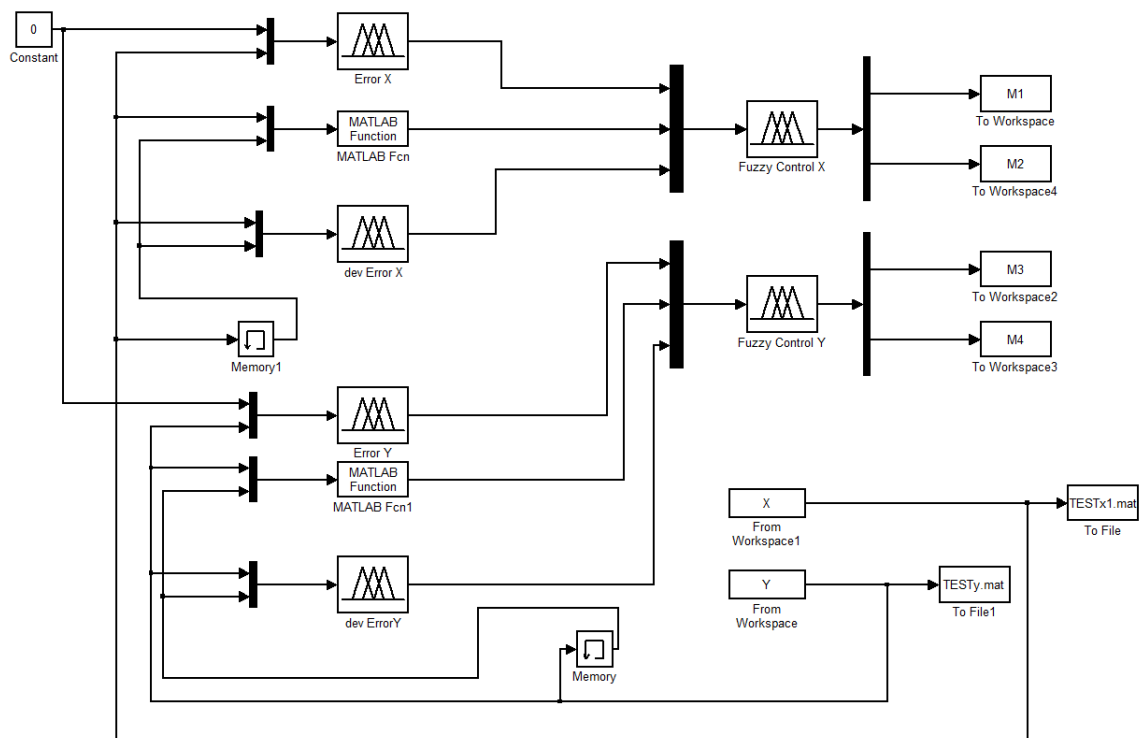 0
Constant
Error X
MATLAB
Function
MATLAB Fcn
dev Error X
Memory1
Fuzzy Control X
M1
To Workspace
M2
To Workspace4
Fuzzy Control Y
M3
To Workspace2
M4
To Workspace3
Error Y
MATLAB
Function
MATLAB Fcn1
dev ErrorY
Memory
X
From
Workspace1
TESTx1.mat
To File
Y
From
Workspace
TESTy.mat
To File1